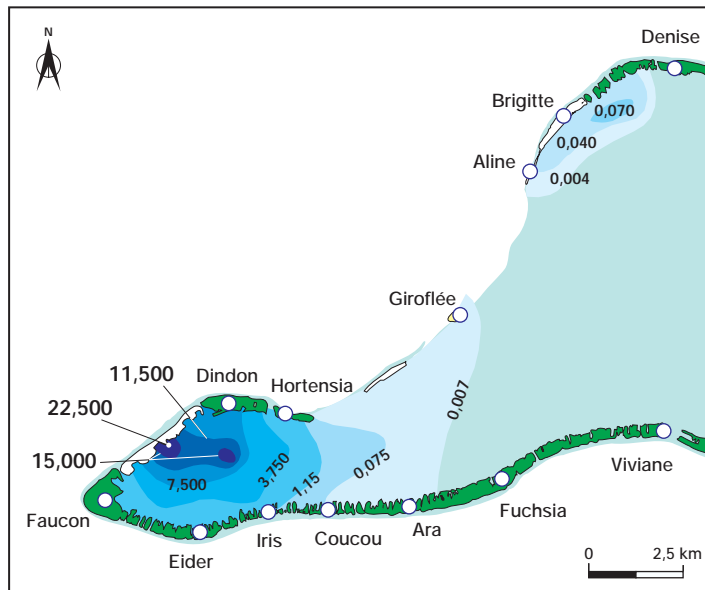 N
Denise
Brigitte
0,070
0,040
Aline
0,004
Giroflée
11,500
Dindon
Hortensia
22,500
0,007
15,000
7,500
3,750
1,15
0,075
Viviane
Faucon
Fuchsia
Iris
Coucou
Ara
Eider
0
2,5 km